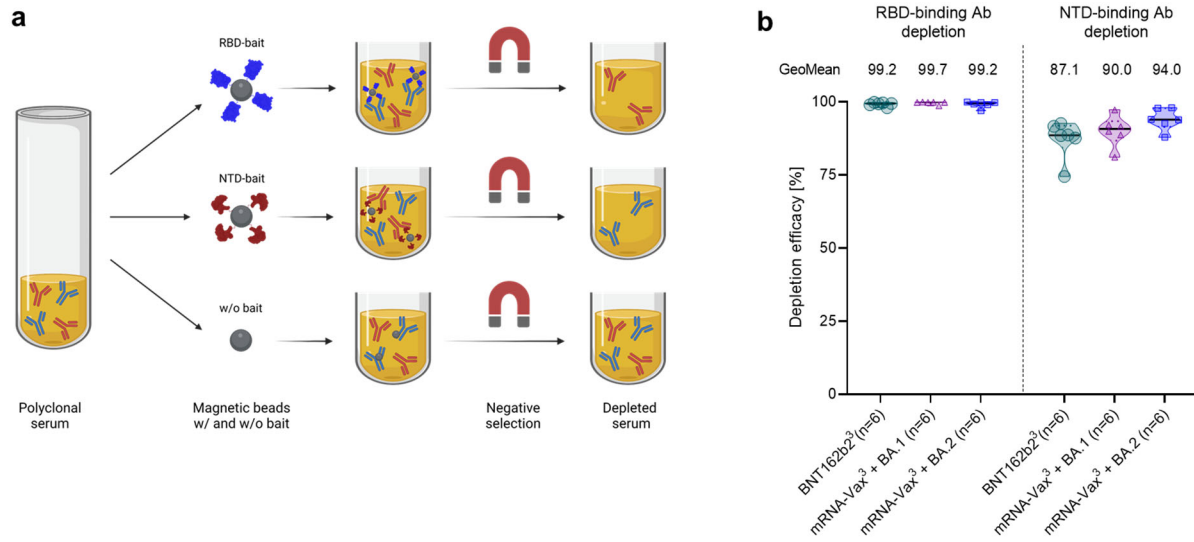 a
RBD-bait
NTD-bait
w/o bait
Polyclonal
serum
Magnetic beads
w/ and w/o bait
Negative
selection
Depleted
serum
b
RBD-binding Ab
depletion
NTD-binding Ab
depletion
GeoMean 99.2 99.7 99.2 87.1 90.0 94.0
Depletion efficacy [%]
100
75
50
25
0
BNT162b2³ (n=6)
mRNA-Vax³ + BA.1 (n=6)
mRNA-Vax³ + BA.2 (n=6)
BNT162b2³ (n=6)
mRNA-Vax³ + BA.1 (n=6)
mRNA-Vax³ + BA.2 (n=6)